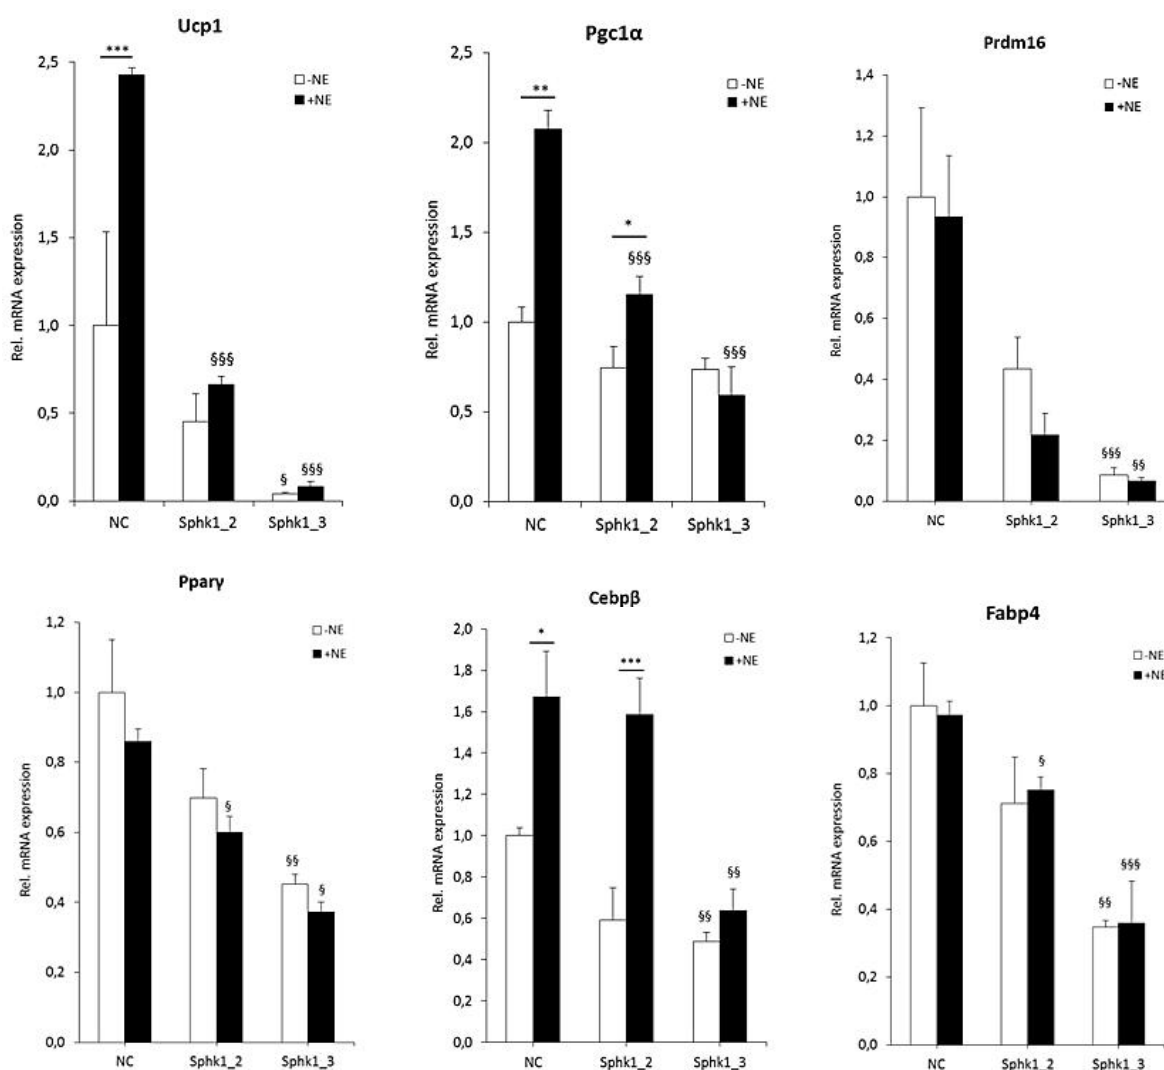 Ucp1
Rel. mRNA expression
2,5
2,0
1,5
1,0
0,5
0,0
***
-NE
+NE
§§§
§
§§§
NC
Sphk1_2
Sphk1_3
Pgc1α
Rel. mRNA expression
2,5
2,0
1,5
1,0
0,5
0,0
**
-NE
+NE
*
§§§
§§§
NC
Sphk1_2
Sphk1_3
Prdm16
Rel. mRNA expression
1,4
1,2
1,0
0,8
0,6
0,4
0,2
0,0
-NE
+NE
§§§
§§
NC
Sphk1_2
Sphk1_3
Pparγ
Rel. mRNA expression
1,2
1,0
0,8
0,6
0,4
0,2
0,0
-NE
+NE
§
§§
§
NC
Sphk1_2
Sphk1_3
Cebpβ
Rel. mRNA expression
2,0
1,8
1,6
1,4
1,2
1,0
0,8
0,6
0,4
0,2
0,0
*
***
-NE
+NE
§§
§§
NC
Sphk1_2
Sphk1_3
Fabp4
Rel. mRNA expression
1,2
1,0
0,8
0,6
0,4
0,2
0,0
-NE
+NE
§
§§
§§§
NC
Sphk1_2
Sphk1_3